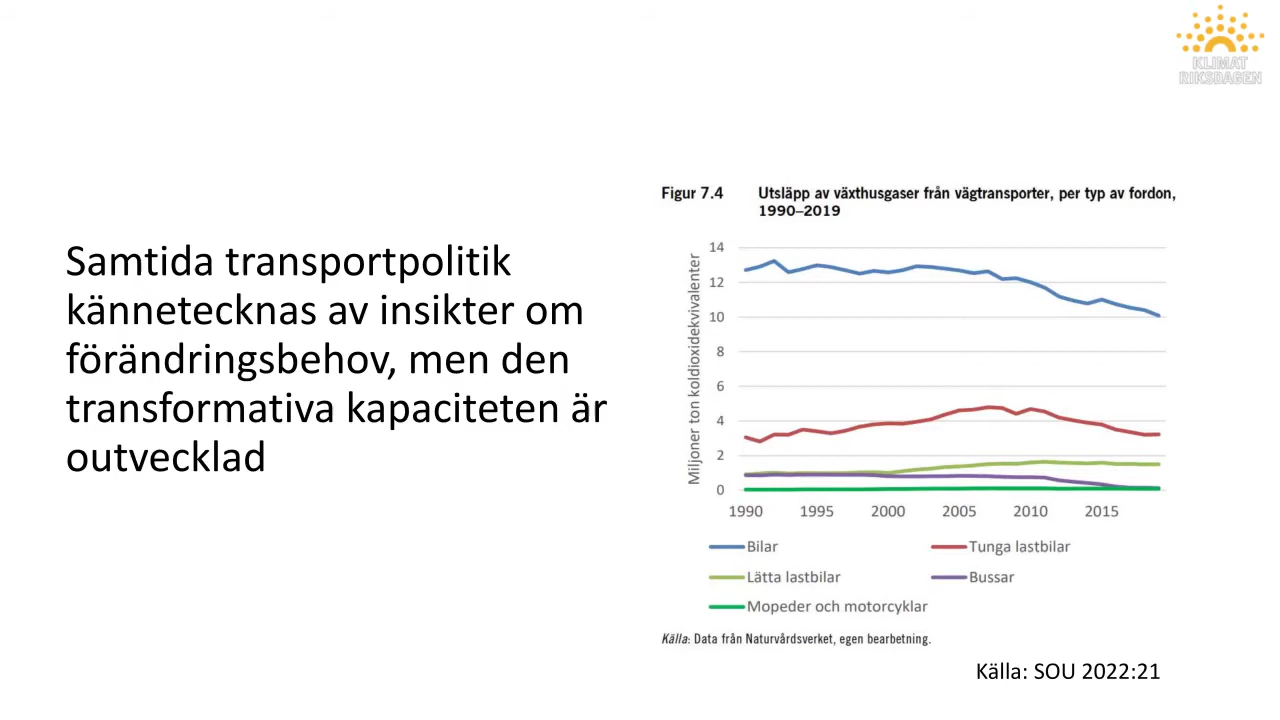 KLIMAT
RIKSDAGEN
Samtida transportpolitik
kännetecknas av insikter om
förändringsbehov, men den
transformativa kapaciteten är
outvecklad
Figur 7.4 Utsläpp av växthusgaser från vägtransporter, per typ av fordon,
1990–2019
Miljoner ton koldioxidekvivalenter
14
12
10
8
6
4
2
0
1990 1995 2000 2005 2010 2015
Bilar Tunga lastbilar
Lätta lastbilar Bussar
Mopeder och motorcyklar
Källa: Data från Naturvårdsverket, egen bearbetning.
Källa: SOU 2022:21